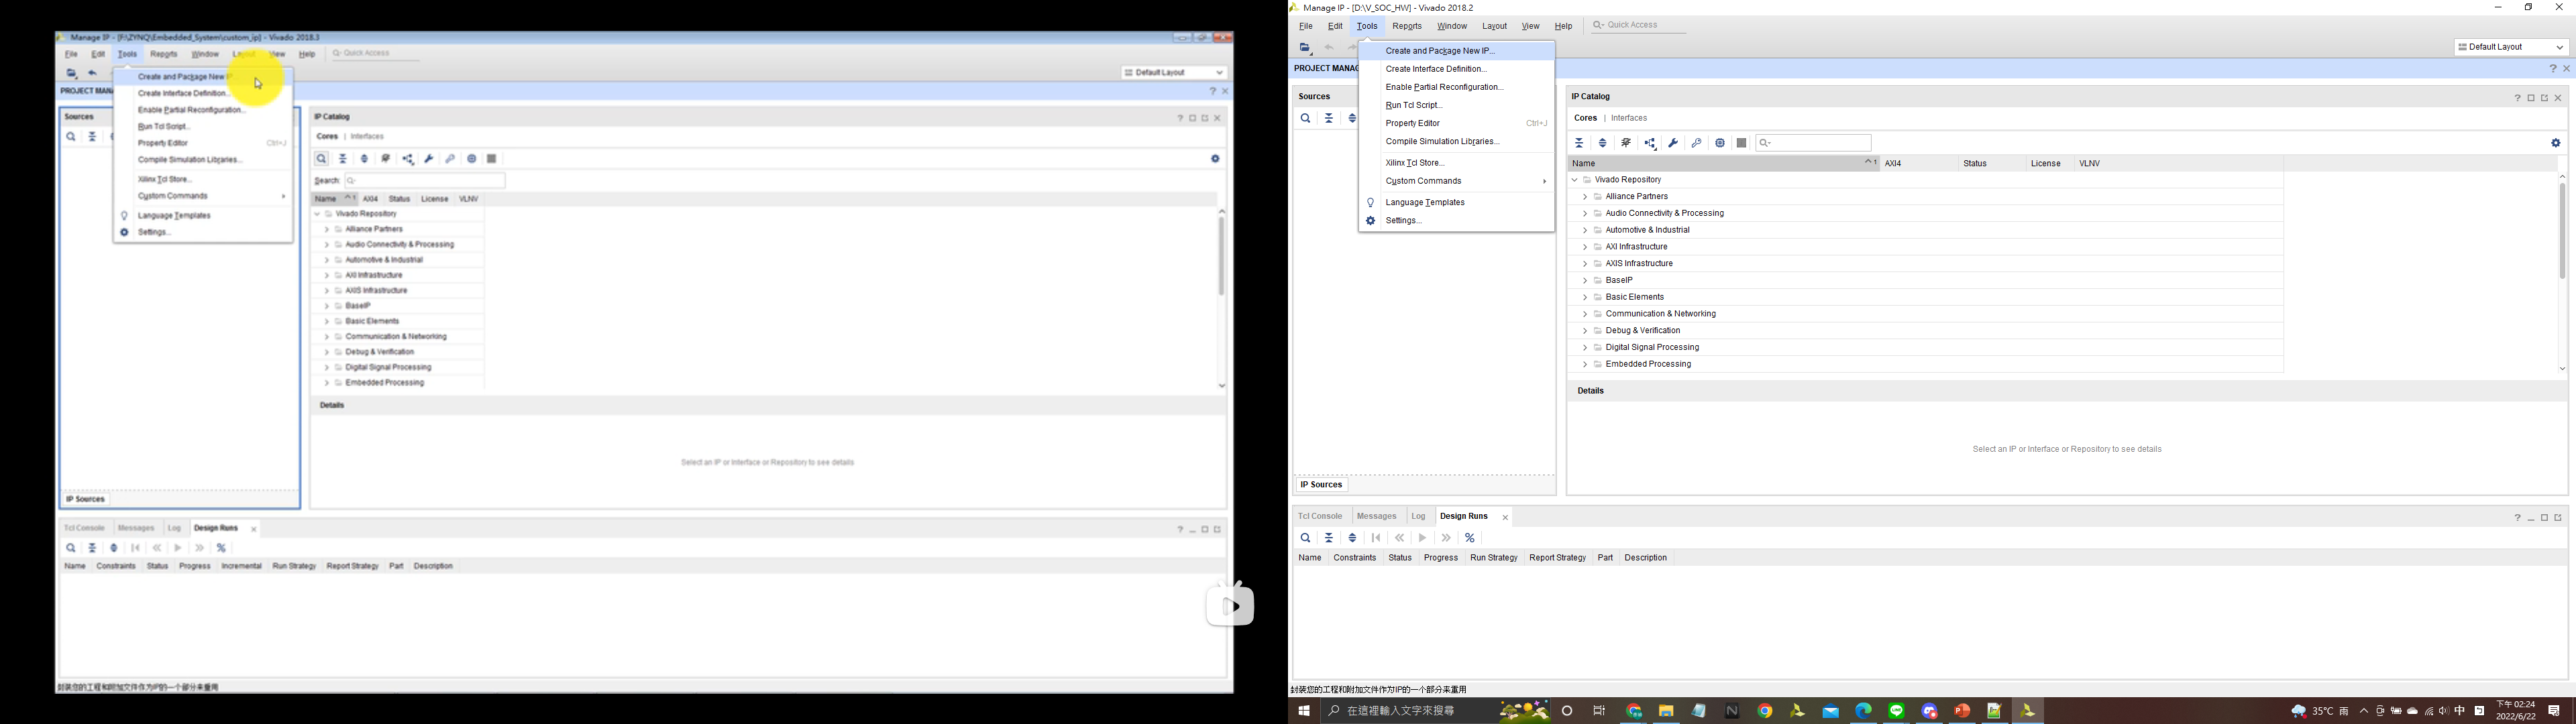 Manage IP - [F:\ZYNQ\Embedded_System\custom_ip] - Vivado 2018.3
File Edit Tools Reports Window Layout View Help Quick Access
Default Layout
Create and Package New IP...
Create Interface Definition...
Enable Partial Reconfiguration...
Run Tcl Script...
Property Editor Ctrl+J
Compile Simulation Libraries...
Xilinx Tcl Store...
Custom Commands
Language Templates
Settings...
PROJECT MAN
Sources
IP Sources
IP Catalog
Cores | Interfaces
Search:
Name ^1 AXI4 Status License VLNV
Vivado Repository
Alliance Partners
Audio Connectivity & Processing
Automotive & Industrial
AXI Infrastructure
AXIS Infrastructure
BaseIP
Basic Elements
Communication & Networking
Debug & Verification
Digital Signal Processing
Embedded Processing
Details
Select an IP or Interface or Repository to see details
Tcl Console Messages Log Design Runs
Name Constraints Status Progress Incremental Run Strategy Report Strategy Part Description
封装您的工程和附加文件作为IP的一个部分来重用
Manage IP - [D:\V_SOC_HW] - Vivado 2018.2
File Edit Tools Reports Window Layout View Help Quick Access
Default Layout
Create and Package New IP...
Create Interface Definition...
Enable Partial Reconfiguration...
Run Tcl Script...
Property Editor Ctrl+J
Compile Simulation Libraries...
Xilinx Tcl Store...
Custom Commands
Language Templates
Settings...
PROJECT MANAG
Sources
IP Sources
IP Catalog
Cores | Interfaces
Name ^1 AXI4 Status License VLNV
Vivado Repository
Alliance Partners
Audio Connectivity & Processing
Automotive & Industrial
AXI Infrastructure
AXIS Infrastructure
BaseIP
Basic Elements
Communication & Networking
Debug & Verification
Digital Signal Processing
Embedded Processing
Details
Select an IP or Interface or Repository to see details
Tcl Console Messages Log Design Runs
Name Constraints Status Progress Run Strategy Report Strategy Part Description
封装您的工程和附加文件作为IP的一个部分来重用
在這裡輸入文字來搜尋
35°C 雨
中
下午 02:24
2022/6/22